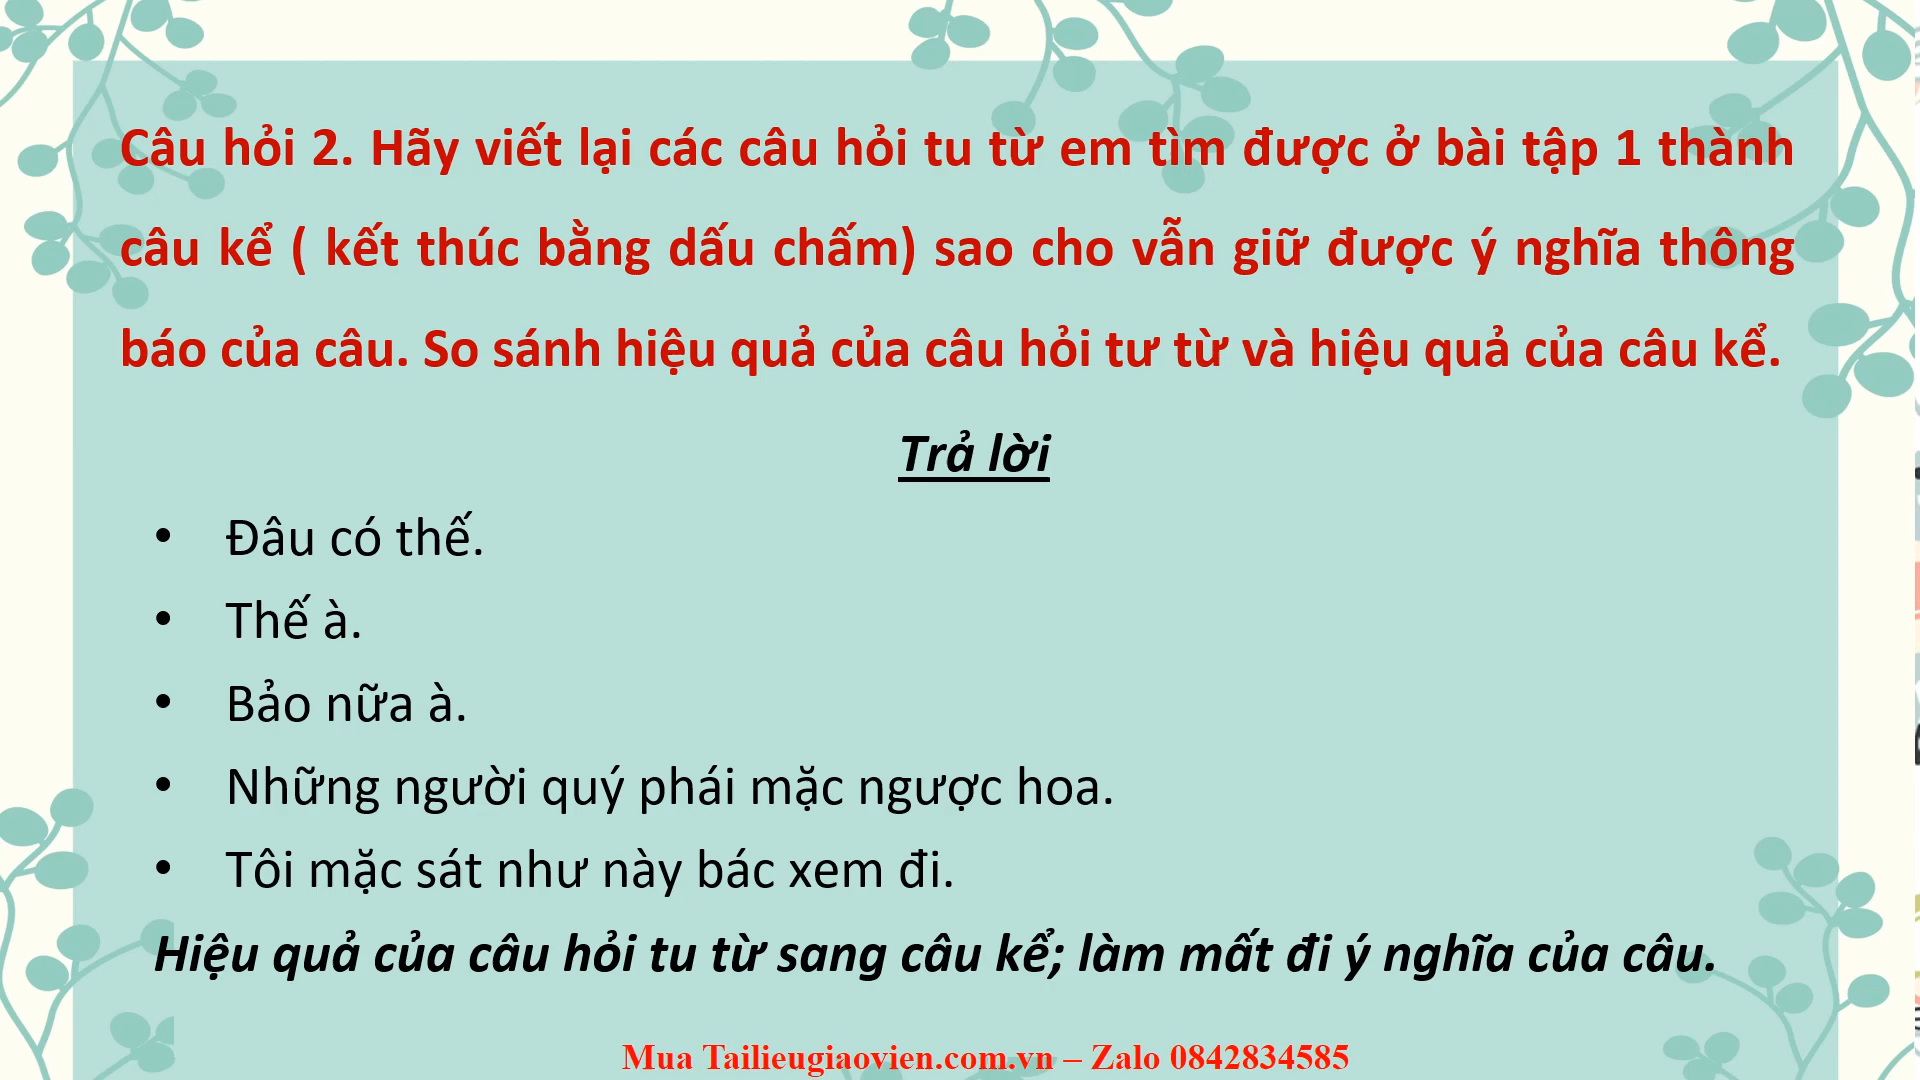 Câu hỏi 2. Hãy viết lại các câu hỏi tu từ em tìm được ở bài tập 1 thành
câu kể ( kết thúc bằng dấu chấm) sao cho vẫn giữ được ý nghĩa thông
báo của câu. So sánh hiệu quả của câu hỏi tư từ và hiệu quả của câu kể.
Trả lời
• Đâu có thế.
• Thế à.
• Bảo nữa à.
• Những người quý phái mặc ngược hoa.
• Tôi mặc sát như này bác xem đi.
Hiệu quả của câu hỏi tu từ sang câu kể; làm mất đi ý nghĩa của câu.
Mua Tailieugiaovien.com.vn – Zalo 0842834585